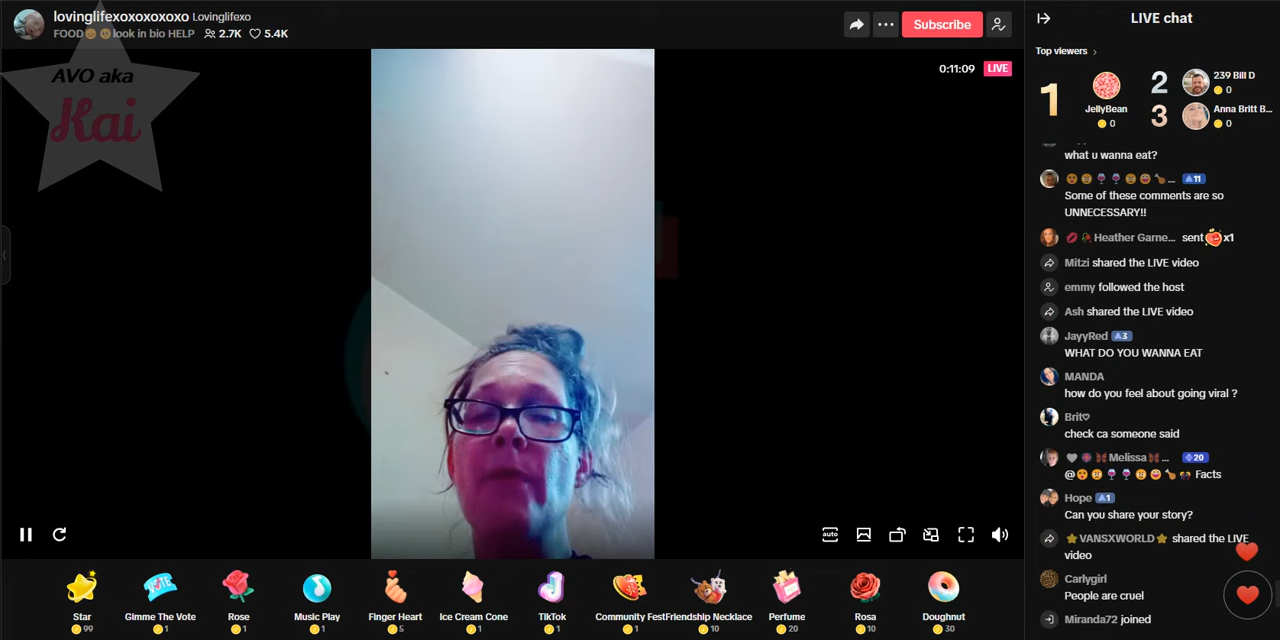 lovinglifexoxoxoxoxo Lovinglifexo
FOOD😞😞look in bio HELP 2.7K 5.4K
Subscribe
AVO aka
Kai
0:11:09 LIVE
auto
Star
99
Gimme The Vote
1
Rose
1
Music Play
1
Finger Heart
5
Ice Cream Cone
1
TikTok
1
Community Fest
1
Friendship Necklace
10
Perfume
20
Rosa
10
Doughnut
30
LIVE chat
Top viewers
1
JellyBean
0
2
239 Bill D
0
3
Anna Britt B...
0
what u wanna eat?
... 11
Some of these comments are so
UNNECESSARY!!
Heather Garne... sent x1
Mitzi shared the LIVE video
emmy followed the host
Ash shared the LIVE video
JayyRed 3
WHAT DO YOU WANNA EAT
MANDA
how do you feel about going viral ?
Brit♡
check ca someone said
Melissa ... 20
@ Facts
Hope 1
Can you share your story?
VANSXWORLD shared the LIVE
video
Carlygirl
People are cruel
Miranda72 joined